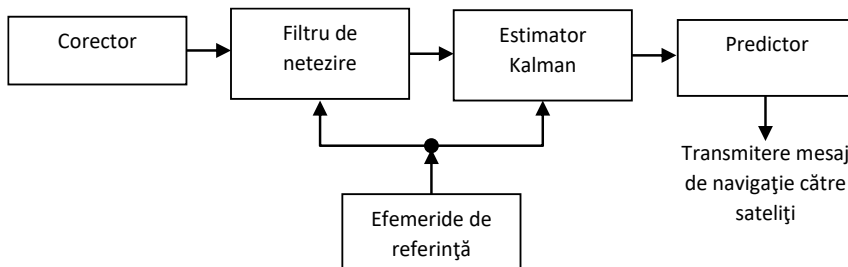 Corector
Filtru de
netezire
Estimator
Kalman
Predictor
Transmitere mesaj
de navigaţie către
sateliţi
Efemeride de
referinţă